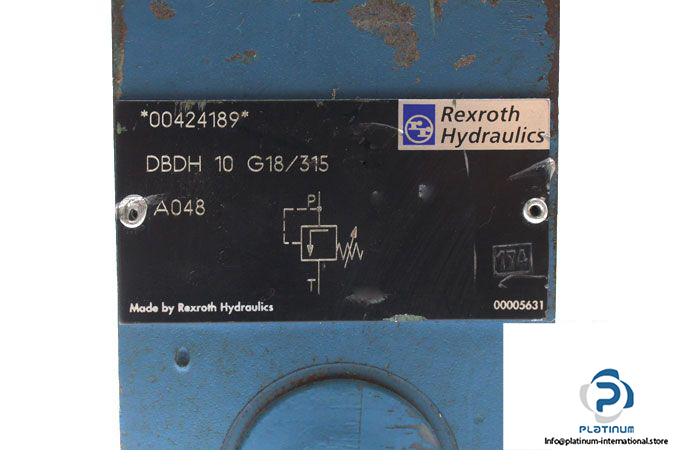 *00424189*
Rexroth
Hydraulics
DBDH 10 G18/315
A048
P
T
174
Made by Rexroth Hydraulics
00005631
PLATINUM
Info@platinum-international.store